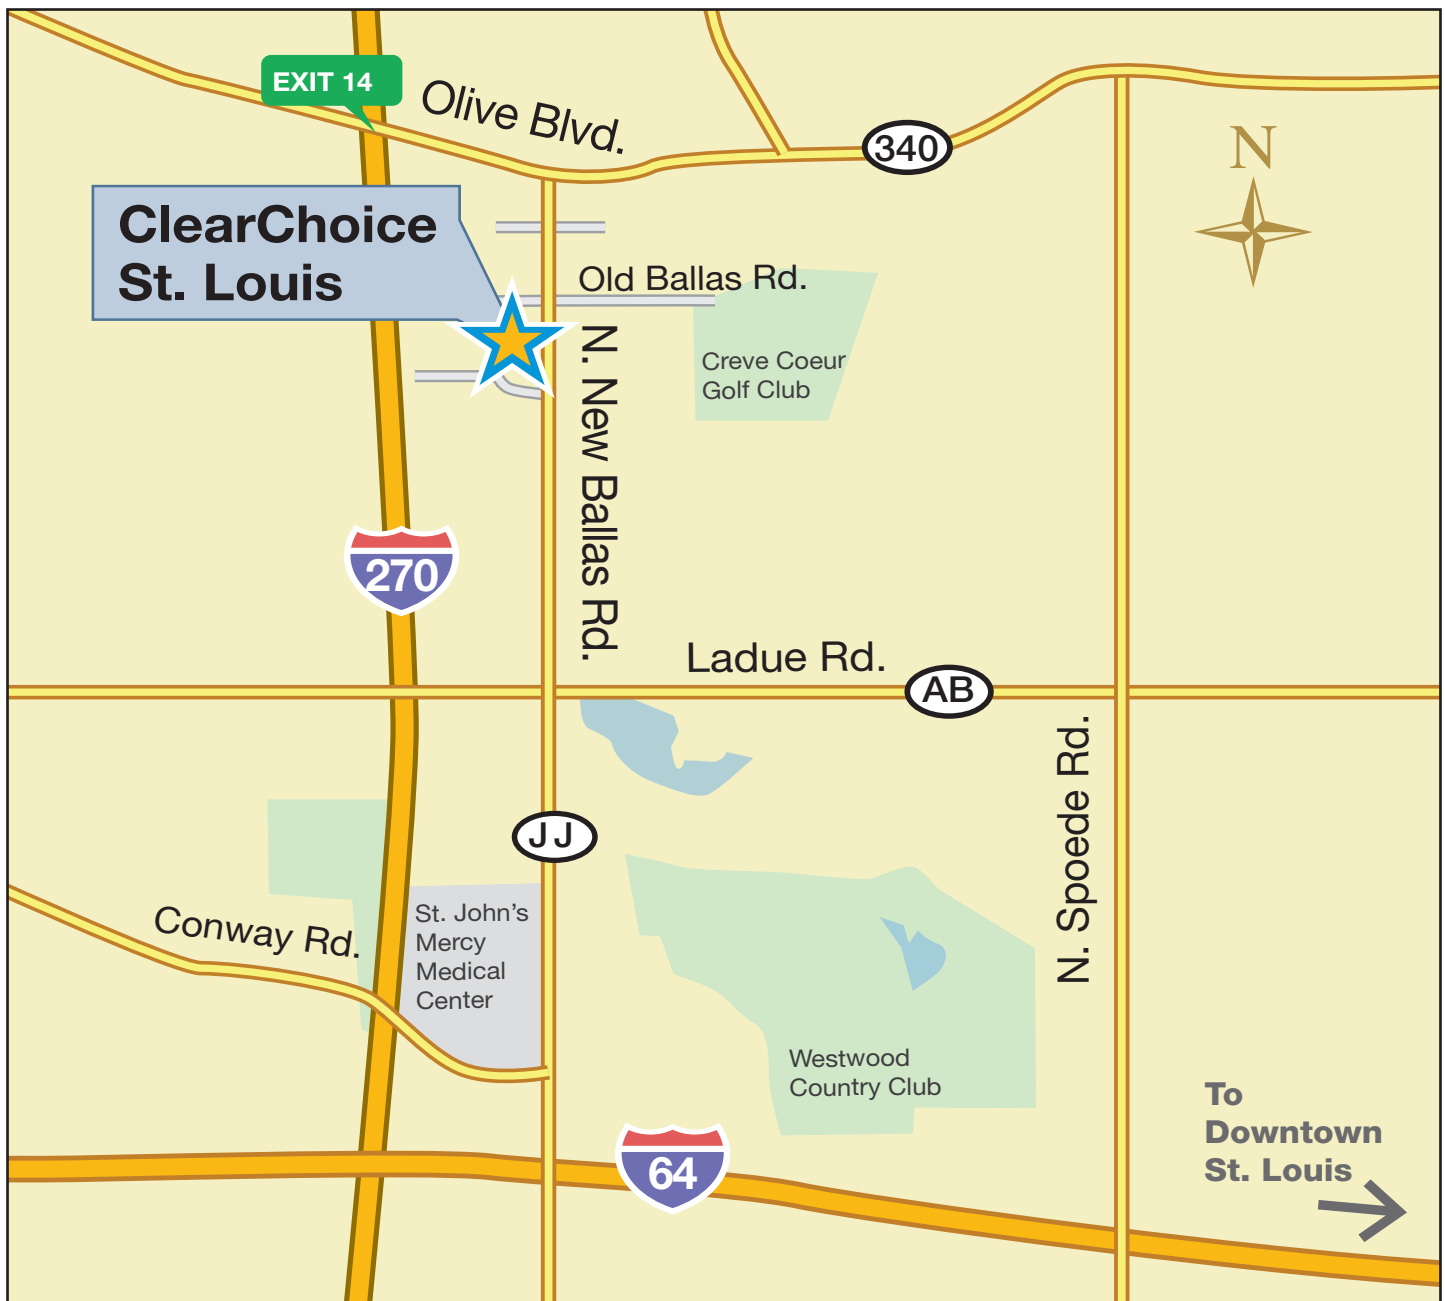 EXIT 14
Olive Blvd.
340
N
ClearChoice
St. Louis
Old Ballas Rd.
N. New Ballas Rd.
Creve Coeur
Golf Club
270
Ladue Rd.
AB
N. Spoede Rd.
JJ
Conway Rd.
St. John's
Mercy
Medical
Center
Westwood
Country Club
64
To
Downtown
St. Louis